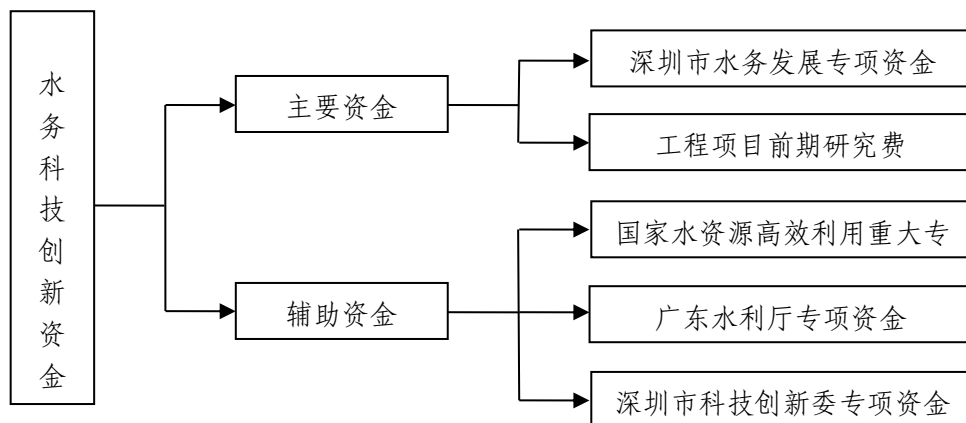 水务科技创新资金
主要资金
辅助资金
深圳市水务发展专项资金
工程项目前期研究费
国家水资源高效利用重大专
广东水利厅专项资金
深圳市科技创新委专项资金